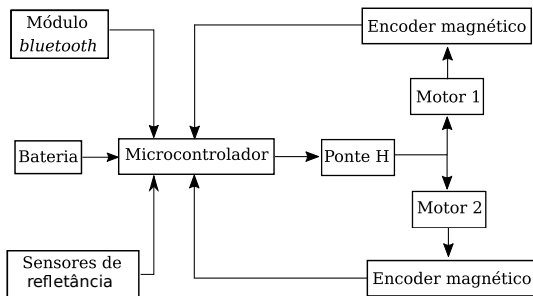 Módulo
bluetooth
Encoder magnético
Motor 1
Bateria
Microcontrolador
Ponte H
Motor 2
Sensores de
refletância
Encoder magnético